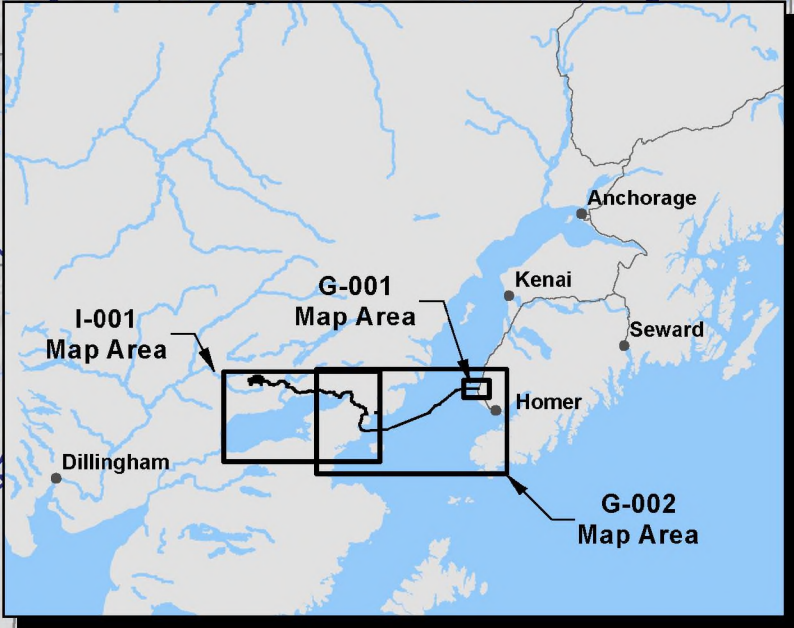 Anchorage
Kenai
G-001
Map Area
I-001
Map Area
Seward
Homer
Dillingham
G-002
Map Area